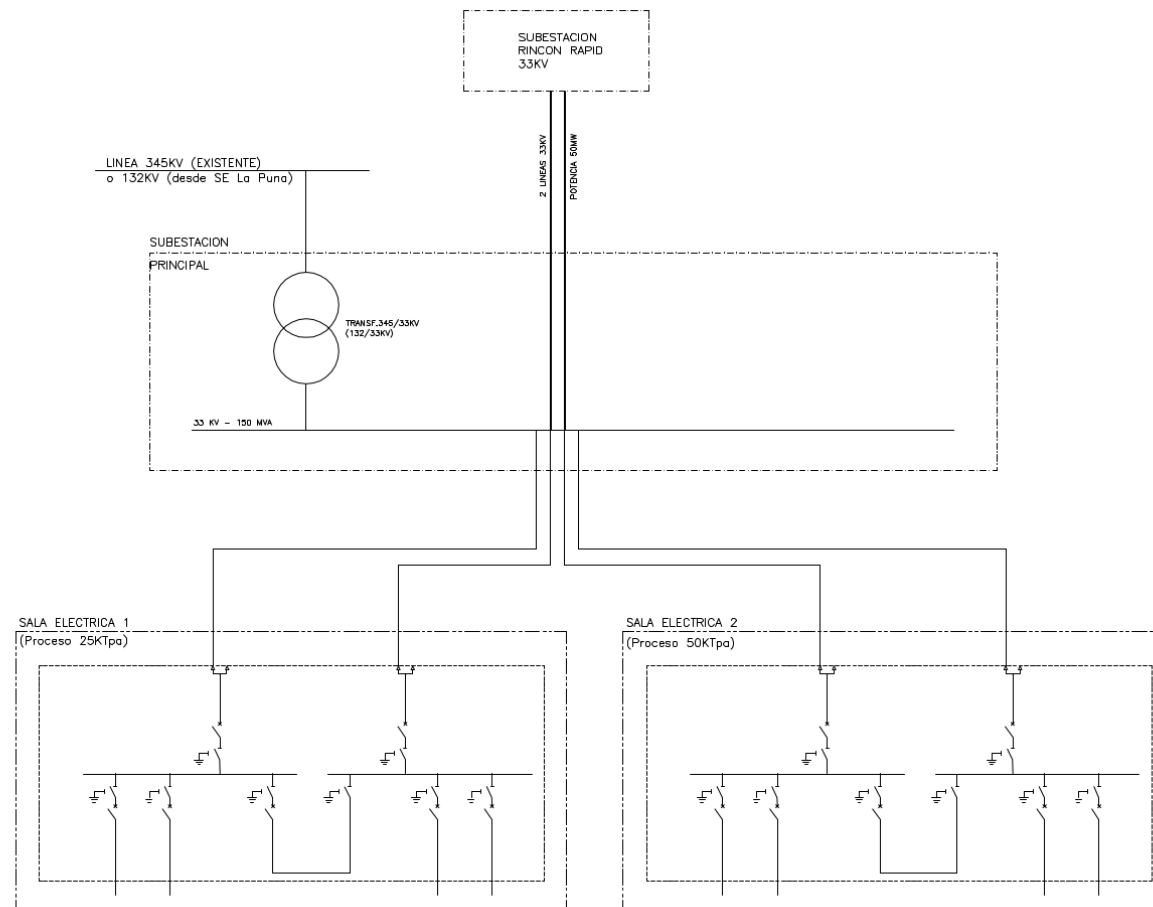 SUBESTACION
RINCON RAPID
33KV
2 LINEAS 33KV
POTENCIA 50MW
LINEA 345KV (EXISTENTE)
o 132KV (desde SE La Puna)
SUBESTACION
PRINCIPAL
TRANSF.345/33KV
(132/33KV)
33 KV - 150 MVA
SALA ELECTRICA 1
(Proceso 25KTpa)
SALA ELECTRICA 2
(Proceso 50KTpa)